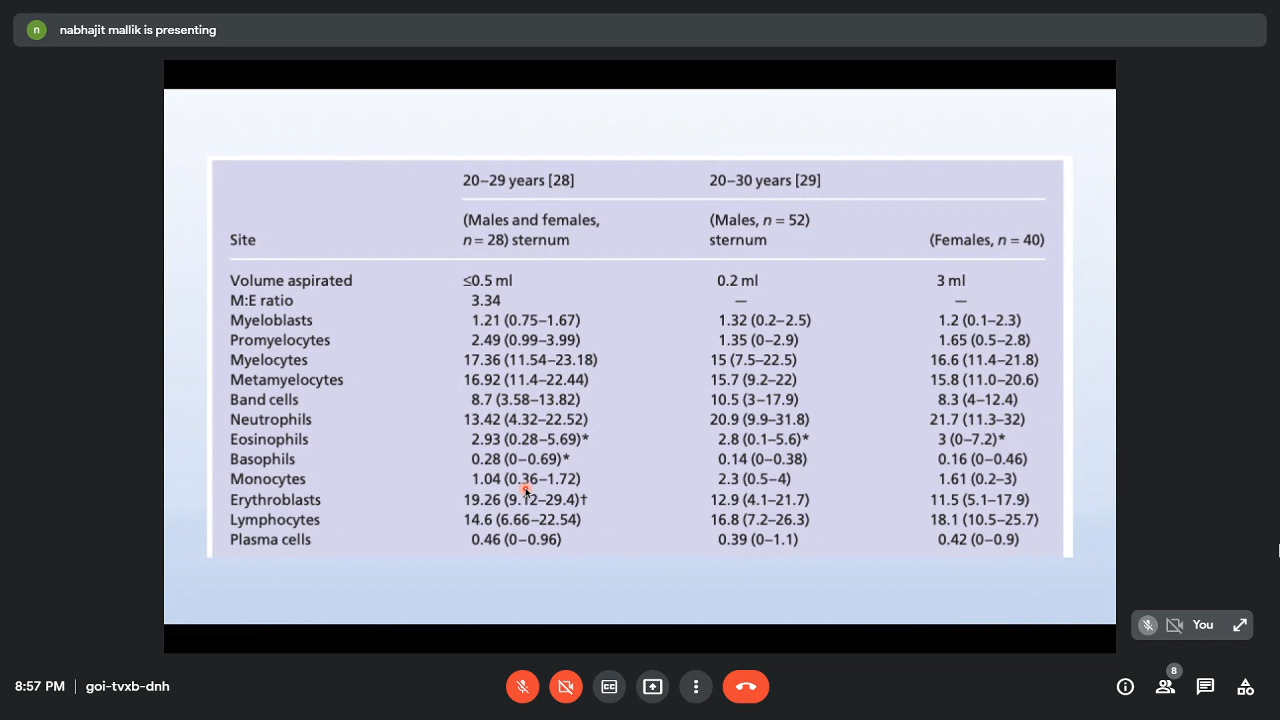 n nabhajit mallik is presenting
20–29 years [28] 20–30 years [29]
(Males and females, (Males, n = 52)
Site n = 28) sternum sternum (Females, n = 40)
Volume aspirated ≤0.5 ml 0.2 ml 3 ml
M:E ratio 3.34 — —
Myeloblasts 1.21 (0.75–1.67) 1.32 (0.2–2.5) 1.2 (0.1–2.3)
Promyelocytes 2.49 (0.99–3.99) 1.35 (0–2.9) 1.65 (0.5–2.8)
Myelocytes 17.36 (11.54–23.18) 15 (7.5–22.5) 16.6 (11.4–21.8)
Metamyelocytes 16.92 (11.4–22.44) 15.7 (9.2–22) 15.8 (11.0–20.6)
Band cells 8.7 (3.58–13.82) 10.5 (3–17.9) 8.3 (4–12.4)
Neutrophils 13.42 (4.32–22.52) 20.9 (9.9–31.8) 21.7 (11.3–32)
Eosinophils 2.93 (0.28–5.69)* 2.8 (0.1–5.6)* 3 (0–7.2)*
Basophils 0.28 (0–0.69)* 0.14 (0–0.38) 0.16 (0–0.46)
Monocytes 1.04 (0.36–1.72) 2.3 (0.5–4) 1.61 (0.2–3)
Erythroblasts 19.26 (9.12–29.4)† 12.9 (4.1–21.7) 11.5 (5.1–17.9)
Lymphocytes 14.6 (6.66–22.54) 16.8 (7.2–26.3) 18.1 (10.5–25.7)
Plasma cells 0.46 (0–0.96) 0.39 (0–1.1) 0.42 (0–0.9)
You
8:57 PM | goi-tvxb-dnh
8